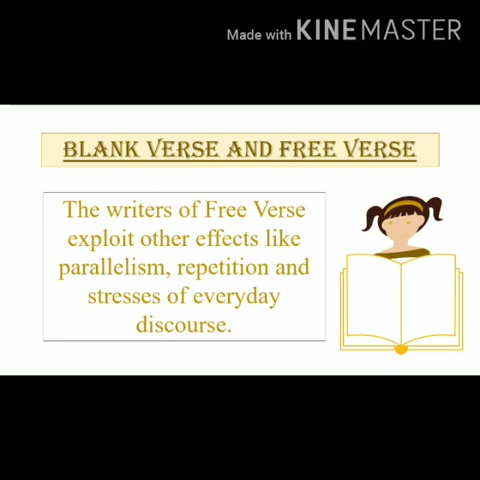 Made with KINEMASTER
BLANK VERSE AND FREE VERSE
The writers of Free Verse
exploit other effects like
parallelism, repetition and
stresses of everyday
discourse.